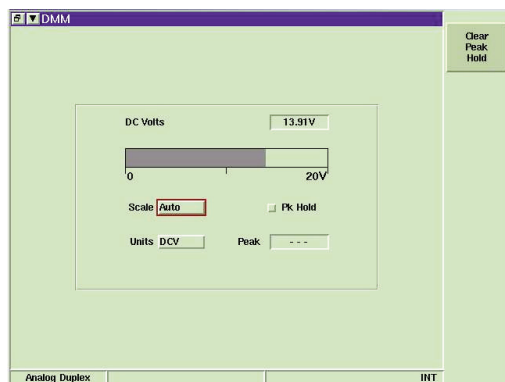 DMM
Clear
Peak
Hold
DC Volts 13.91V
0 20V
Scale Auto Pk Hold
Units DCV Peak - - -
Analog Duplex INT